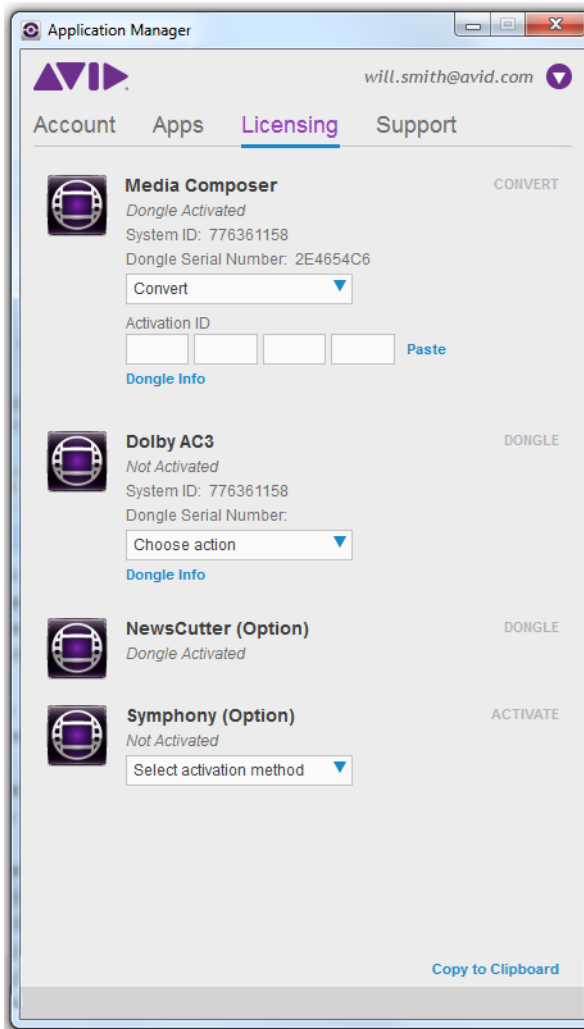 Application Manager
AVID
will.smith@avid.com
Account Apps Licensing Support
Media Composer CONVERT
Dongle Activated
System ID: 776361158
Dongle Serial Number: 2E4654C6
Convert
Activation ID
Paste
Dongle Info
Dolby AC3 DONGLE
Not Activated
System ID: 776361158
Dongle Serial Number:
Choose action
Dongle Info
NewsCutter (Option) DONGLE
Dongle Activated
Symphony (Option) ACTIVATE
Not Activated
Select activation method
Copy to Clipboard